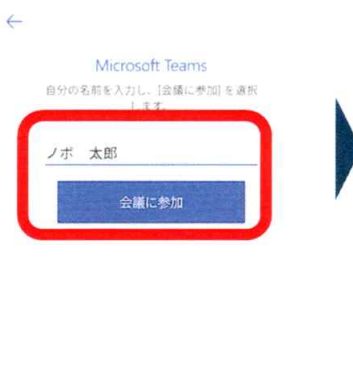 ←
Microsoft Teams
自分の名前を入力し、[会議に参加] を選択
します。
ノボ 太郎
会議に参加